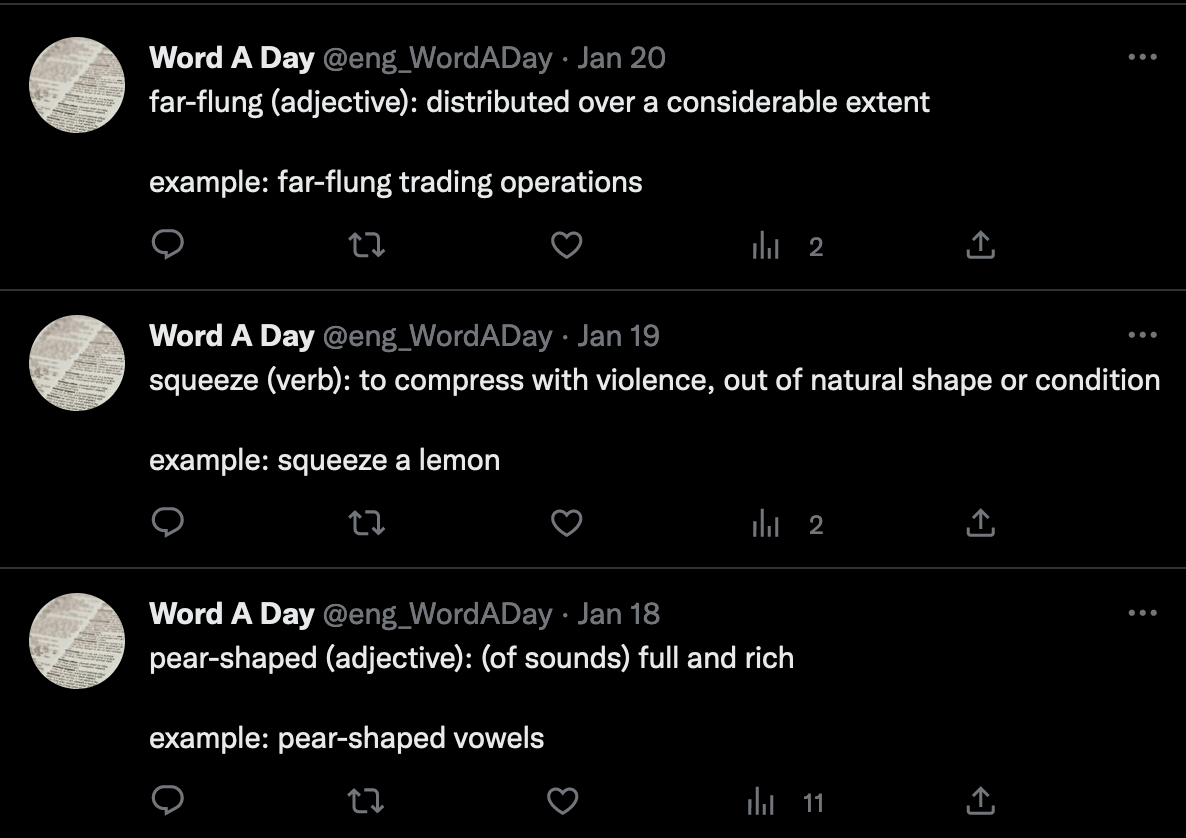 Word A Day @eng_WordADay · Jan 20
far-flung (adjective): distributed over a considerable extent
example: far-flung trading operations
2
Word A Day @eng_WordADay · Jan 19
squeeze (verb): to compress with violence, out of natural shape or condition
example: squeeze a lemon
2
Word A Day @eng_WordADay · Jan 18
pear-shaped (adjective): (of sounds) full and rich
example: pear-shaped vowels
11